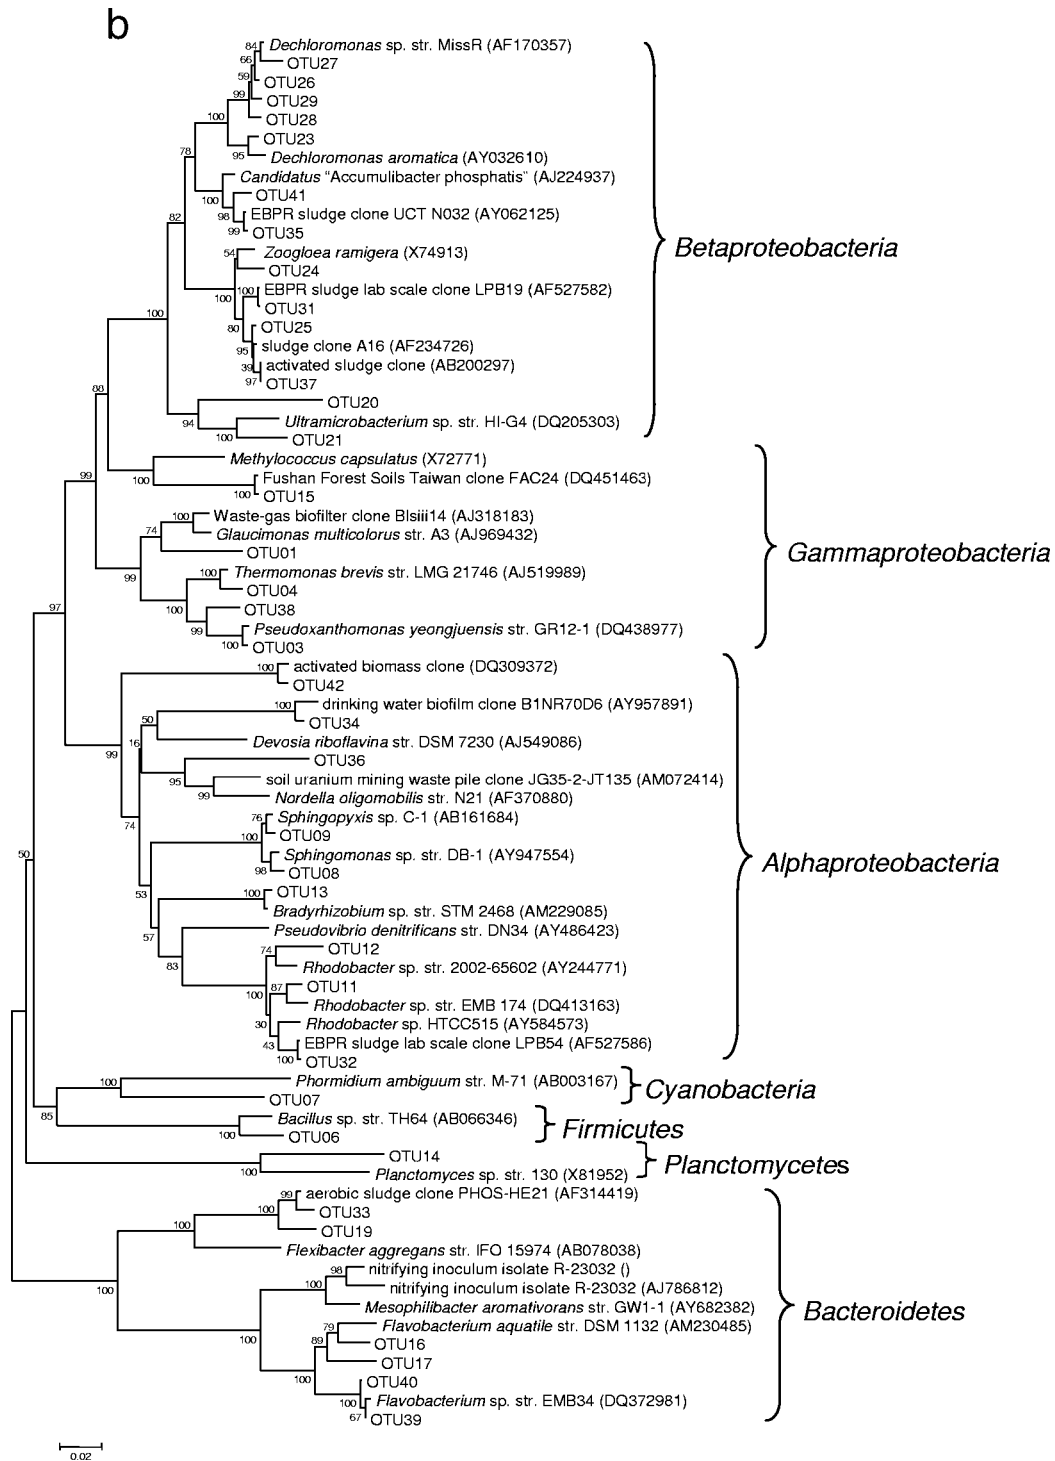 b
84
Dechloromonas sp. str. MissR (AF170357)
66
OTU27
59
OTU26
99
OTU29
OTU28
100
OTU23
95
Dechloromonas aromatica (AY032610)
78
Candidatus “Accumulibacter phosphatis” (AJ224937)
100
OTU41
98
EBPR sludge clone UCT N032 (AY062125)
99
OTU35
82
54
Zoogloea ramigera (X74913)
OTU24
Betaproteobacteria
100
100
EBPR sludge lab scale clone LPB19 (AF527582)
OTU31
80
OTU25
95
sludge clone A16 (AF234726)
39
activated sludge clone (AB200297)
97
OTU37
100
OTU20
94
Ultramicrobacterium sp. str. HI-G4 (DQ205303)
100
OTU21
88
Methylococcus capsulatus (X72771)
100
Fushan Forest Soils Taiwan clone FAC24 (DQ451463)
100
OTU15
99
100
Waste-gas biofilter clone BIsiii14 (AJ318183)
74
Glaucimonas multicolorus str. A3 (AJ969432)
OTU01
Gammaproteobacteria
99
100
Thermomonas brevis str. LMG 21746 (AJ519989)
OTU04
100
OTU38
99
Pseudoxanthomonas yeongjuensis str. GR12-1 (DQ438977)
100
OTU03
97
100
activated biomass clone (DQ309372)
OTU42
100
drinking water biofilm clone B1NR70D6 (AY957891)
50
OTU34
16
Devosia riboflavina str. DSM 7230 (AJ549086)
99
OTU36
95
soil uranium mining waste pile clone JG35-2-JT135 (AM072414)
99
Nordella oligomobilis str. N21 (AF370880)
74
76
Sphingopyxis sp. C-1 (AB161684)
100
OTU09
Sphingomonas sp. str. DB-1 (AY947554)
98
OTU08
Alphaproteobacteria
50
53
100
OTU13
Bradyrhizobium sp. str. STM 2468 (AM229085)
57
Pseudovibrio denitrificans str. DN34 (AY486423)
83
74
OTU12
Rhodobacter sp. str. 2002-65602 (AY244771)
100
87
OTU11
Rhodobacter sp. str. EMB 174 (DQ413163)
30
Rhodobacter sp. HTCC515 (AY584573)
43
EBPR sludge lab scale clone LPB54 (AF527586)
100
OTU32
100
Phormidium ambiguum str. M-71 (AB003167)
Cyanobacteria
OTU07
85
Bacillus sp. str. TH64 (AB066346)
100
OTU06
Firmicutes
OTU14
100
Planctomyces sp. str. 130 (X81952)
Planctomycetes
99
aerobic sludge clone PHOS-HE21 (AF314419)
100
OTU33
100
OTU19
Flexibacter aggregans str. IFO 15974 (AB078038)
100
98
nitrifying inoculum isolate R-23032 ()
100
nitrifying inoculum isolate R-23032 (AJ786812)
Mesophilibacter aromativorans str. GW1-1 (AY682382)
Bacteroidetes
100
79
Flavobacterium aquatile str. DSM 1132 (AM230485)
89
OTU16
OTU17
100
OTU40
100
Flavobacterium sp. str. EMB34 (DQ372981)
67
OTU39
0.02